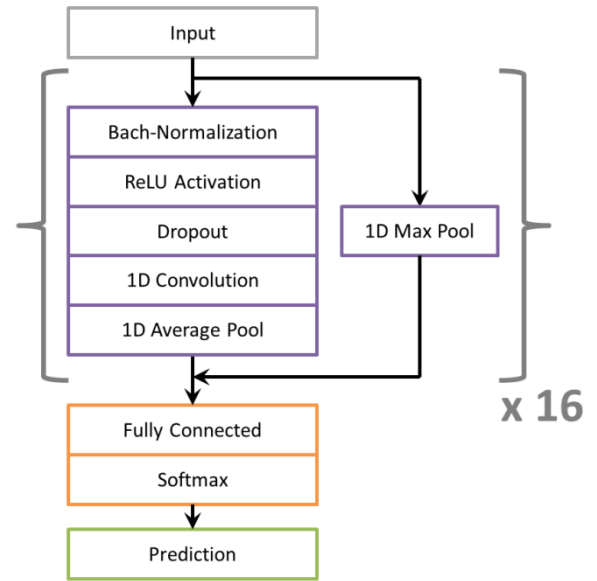 Input
Bach-Normalization
ReLU Activation
Dropout
1D Max Pool
1D Convolution
1D Average Pool
x 16
Fully Connected
Softmax
Prediction